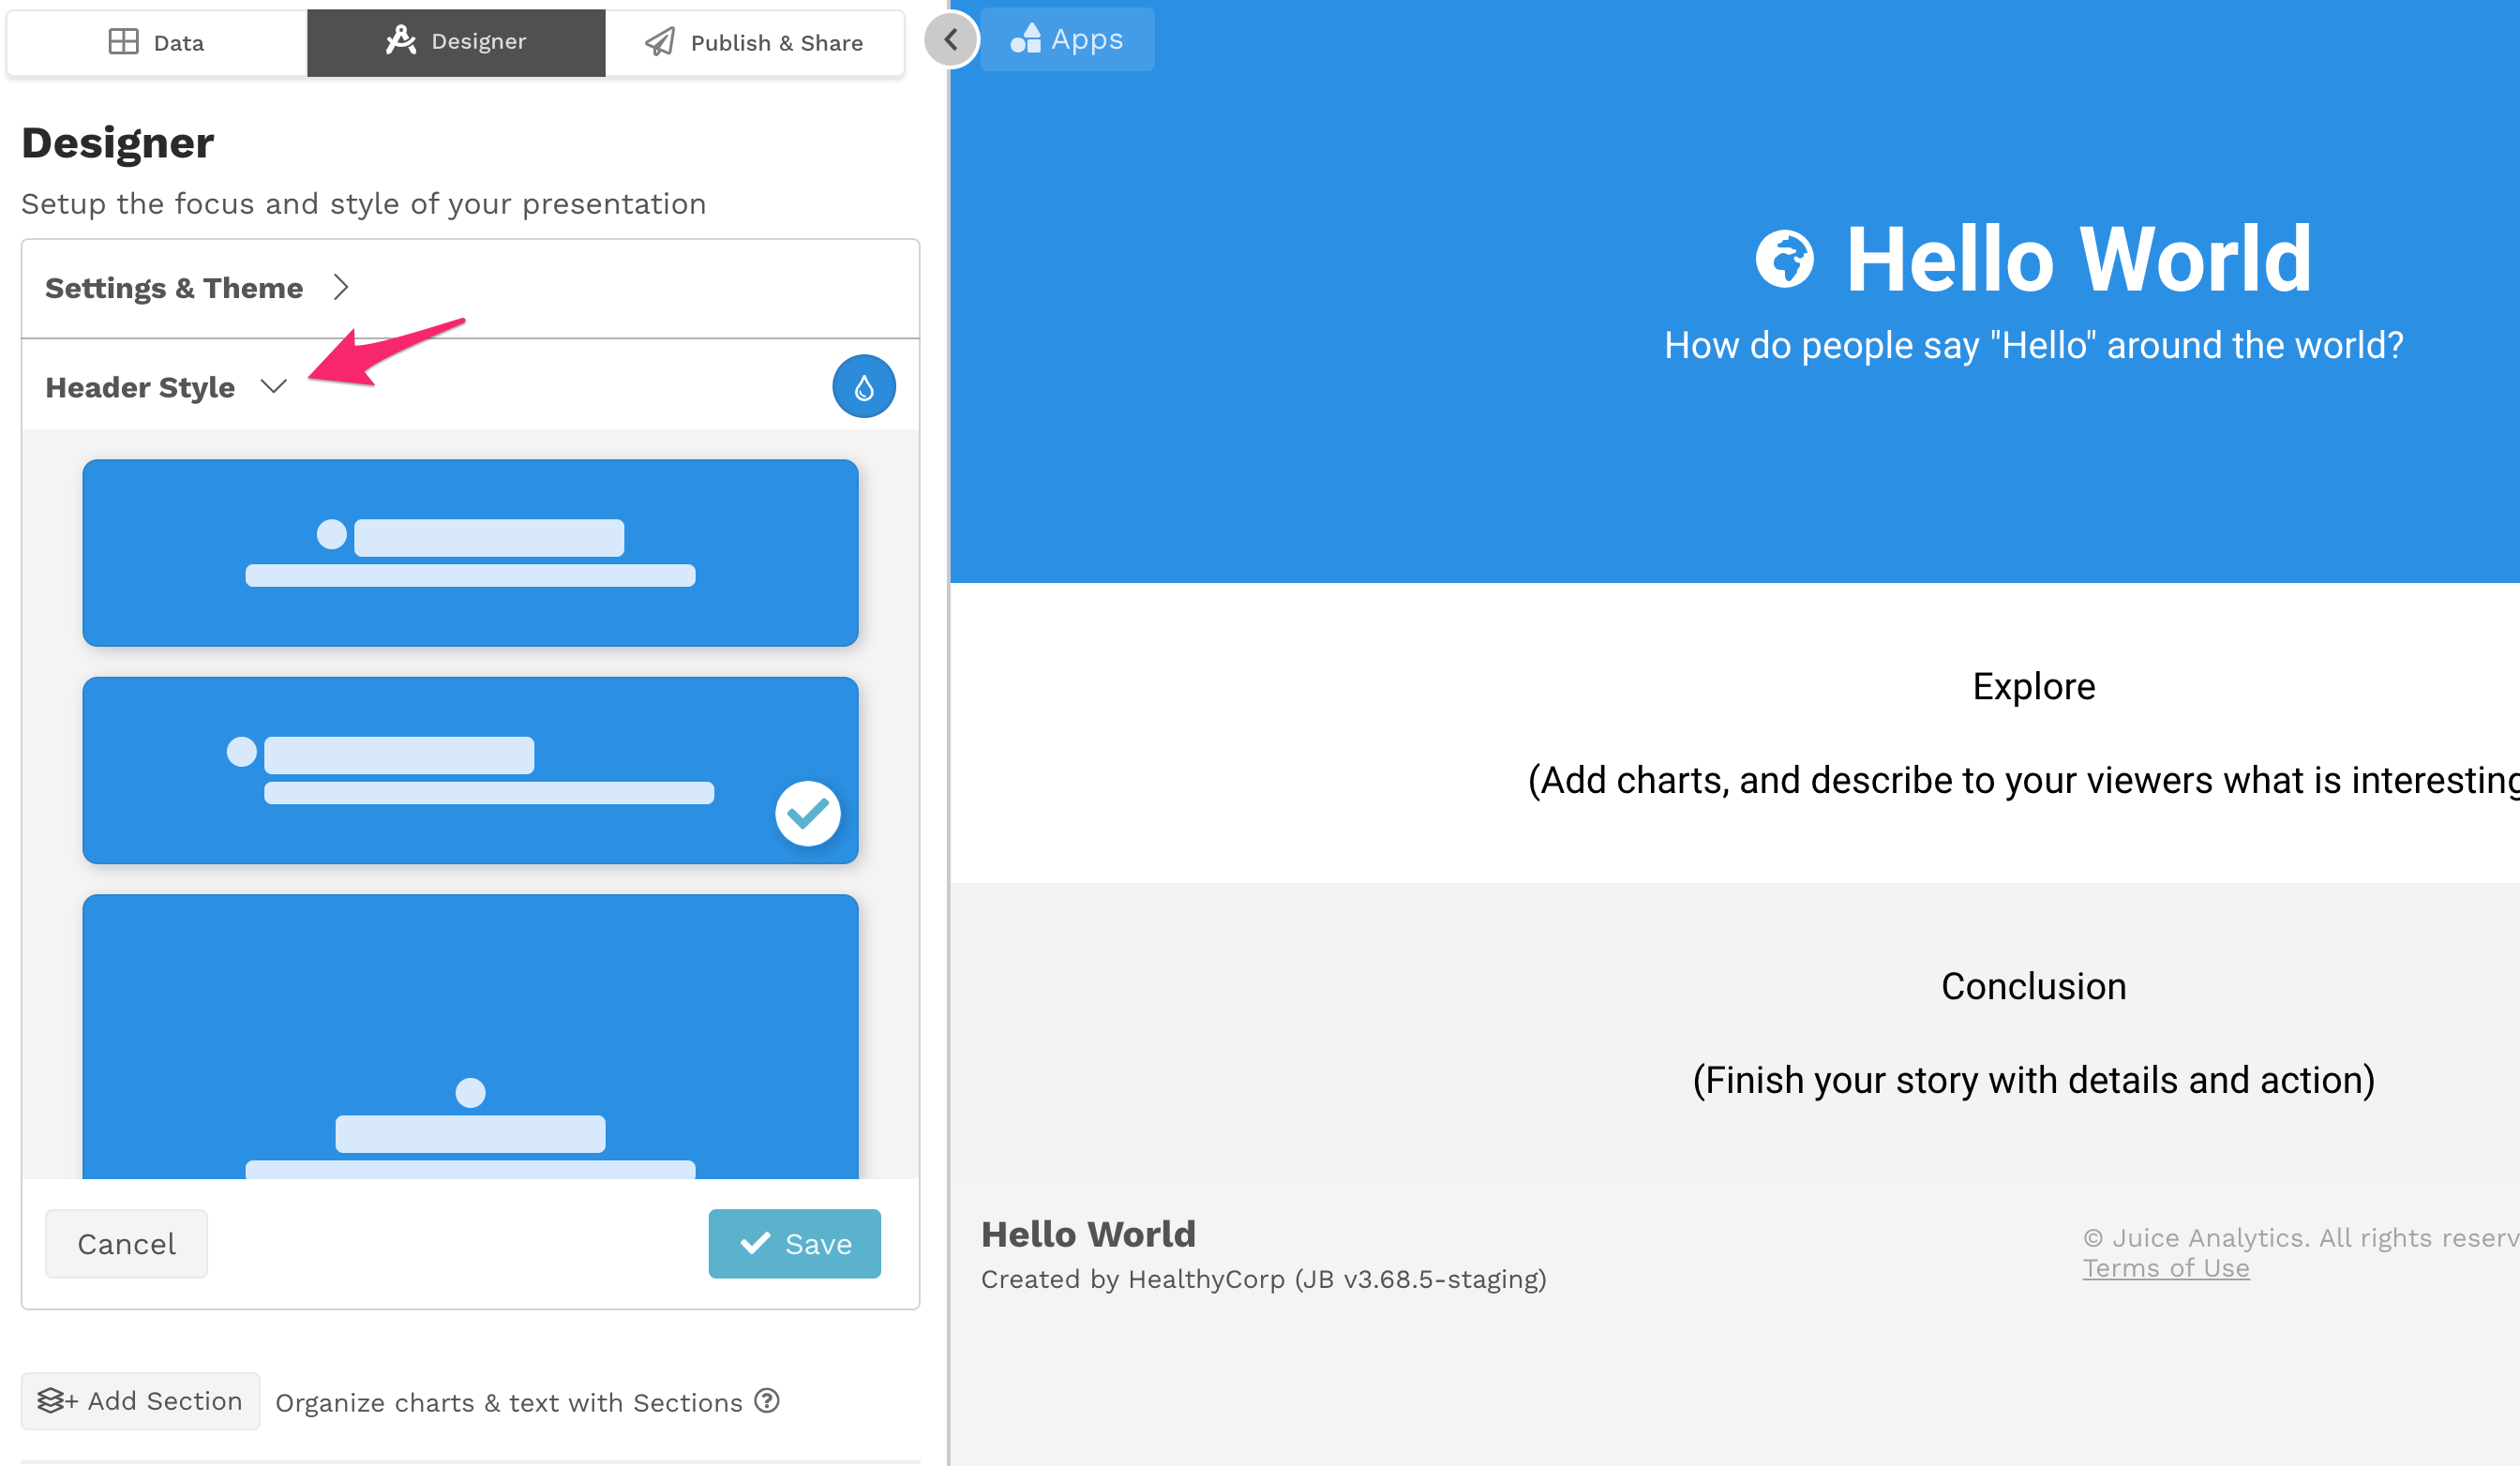 Data
Designer
Publish & Share
Apps
Designer
Setup the focus and style of your presentation
Settings & Theme
Header Style
Cancel
Save
+ Add Section
Organize charts & text with Sections ?
Hello World
How do people say "Hello" around the world?
Explore
(Add charts, and describe to your viewers what is interesting
Conclusion
(Finish your story with details and action)
Hello World
Created by HealthyCorp (JB v3.68.5-staging)
© Juice Analytics. All rights reserv
Terms of Use